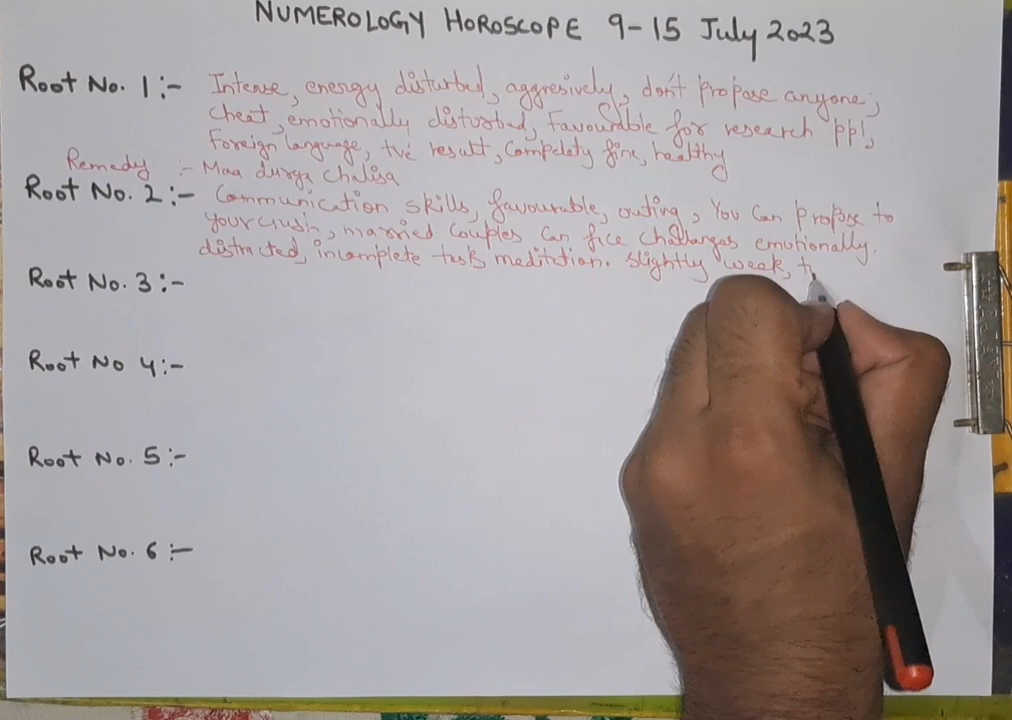 NUMEROLOGY HOROSCOPE 9-15 July 2023
Root No. 1 :- Intense, energy disturbed, aggresively, don't propose anyone,
cheat, emotionally disturbed, Favourable for research ppl,
Foreign language, +ve result, Completely fine, healthy
Remedy :- Maa durga Chalisa
Root No. 2 :- Communication skills, favourable, outing, You Can propose to
your , married Couples Can face Challanges emotionally.
distracted, incomplete task meditation. slightly weak, t
Root No. 3 :-
Root No 4 :-
Root No. 5 :-
Root No. 6 :-